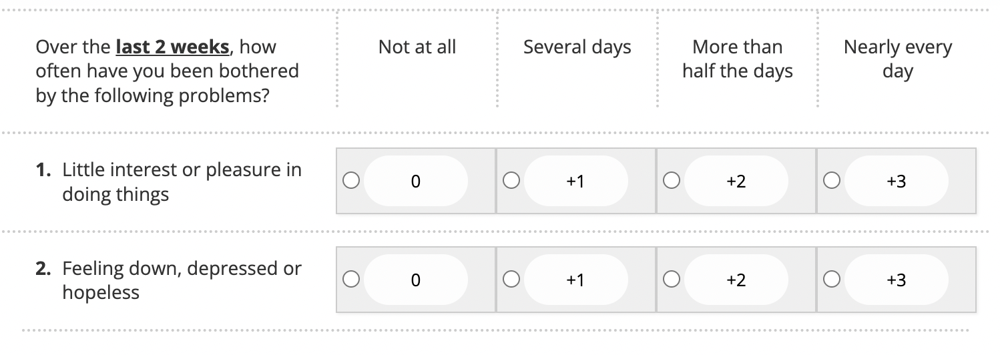 Over the last 2 weeks, how
often have you been bothered
by the following problems?
Not at all
Several days
More than
half the days
Nearly every
day
1. Little interest or pleasure in
doing things
0
+1
+2
+3
2. Feeling down, depressed or
hopeless
0
+1
+2
+3